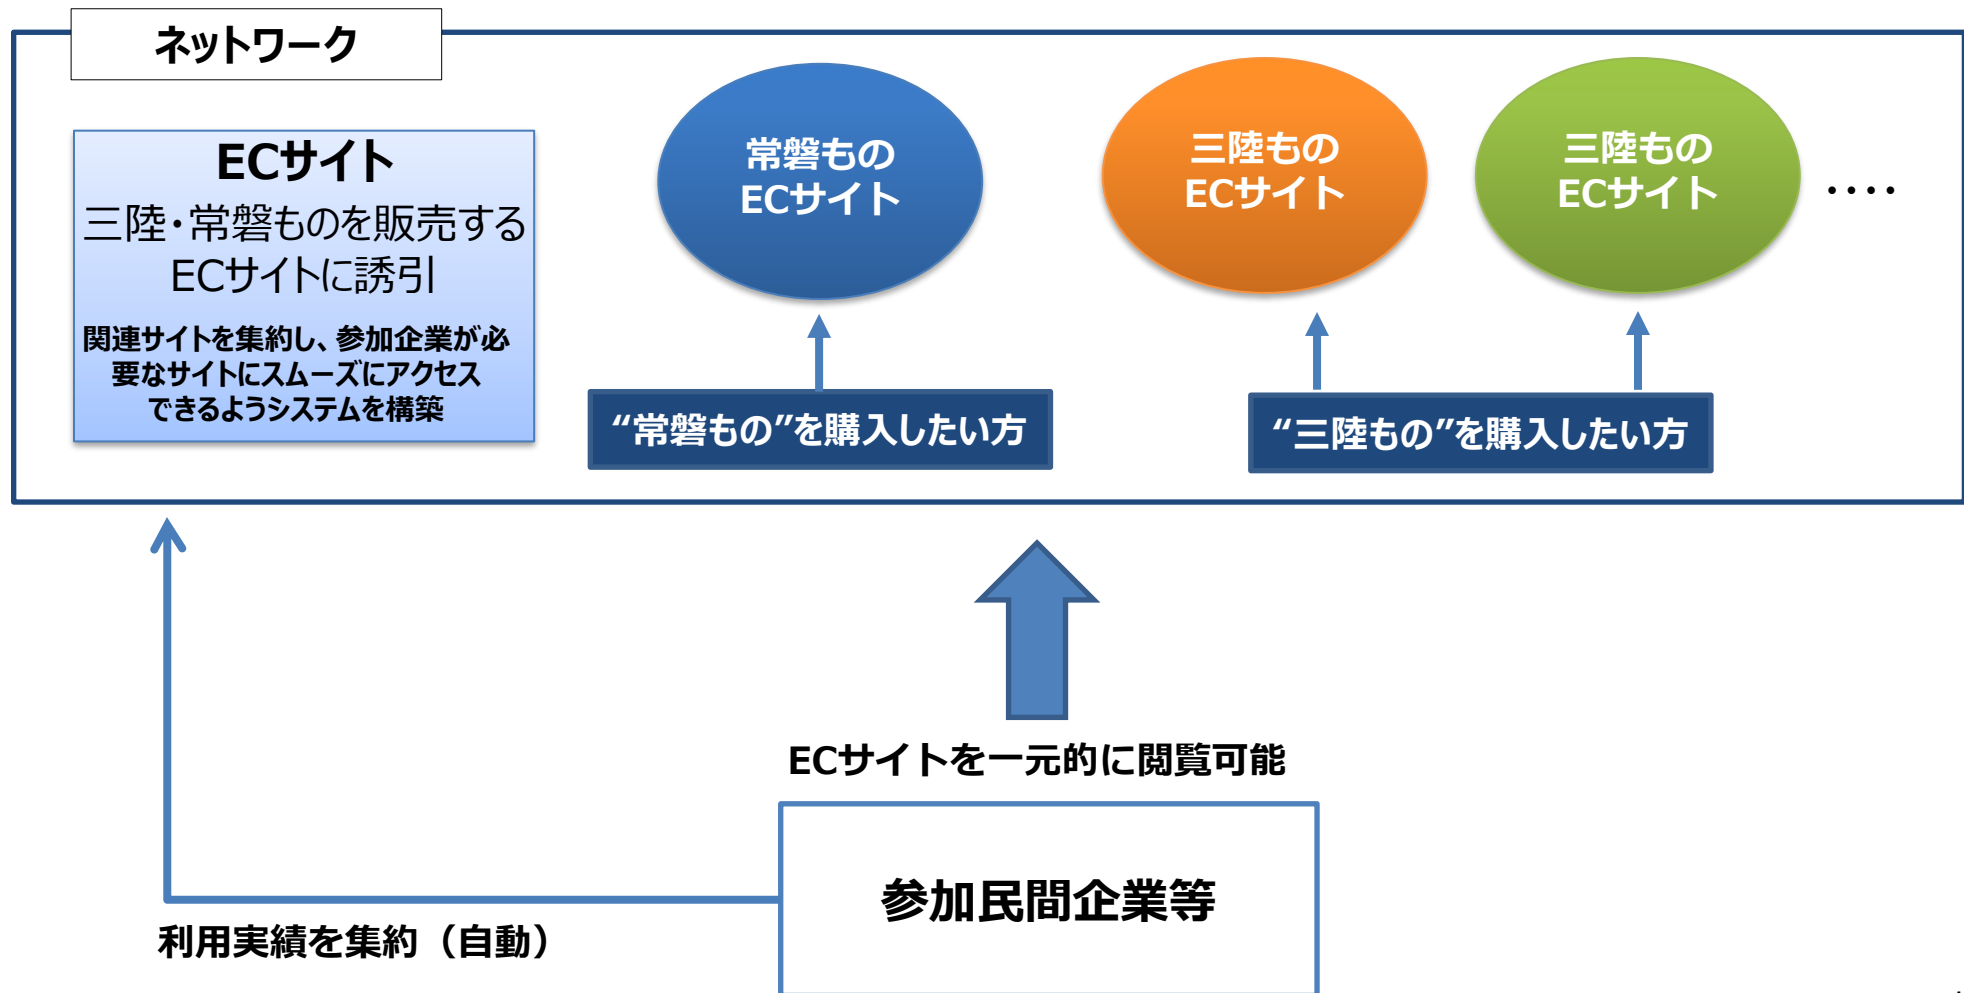 ネットワーク
ECサイト
三陸・常磐ものを販売する
ECサイトに誘引
関連サイトを集約し、参加企業が必
要なサイトにスムーズにアクセス
できるようシステムを構築
常磐もの
ECサイト
三陸もの
ECサイト
三陸もの
ECサイト
‥‥
“常磐もの”を購入したい方
“三陸もの”を購入したい方
ECサイトを一元的に閲覧可能
参加民間企業等
利用実績を集約（自動）